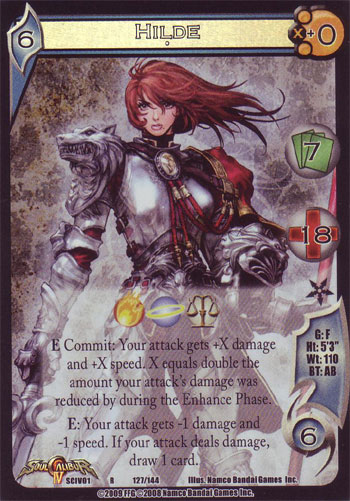 HILDE
6
X+0
7
18
G: F
Ht: 5'3"
Wt: 110
BT: AB
E Commit: Your attack gets +X damage
and +X speed. X equals double the
amount your attack's damage was
reduced by during the Enhance Phase.
E: Your attack gets -1 damage and
-1 speed. If your attack deals damage,
draw 1 card.
6
SOULCALIBUR
IV
SCIV01 R 127/144 Illus. Namco Bandai Games Inc.
©2009 FFG ©2008 Namco Bandai Games Inc.